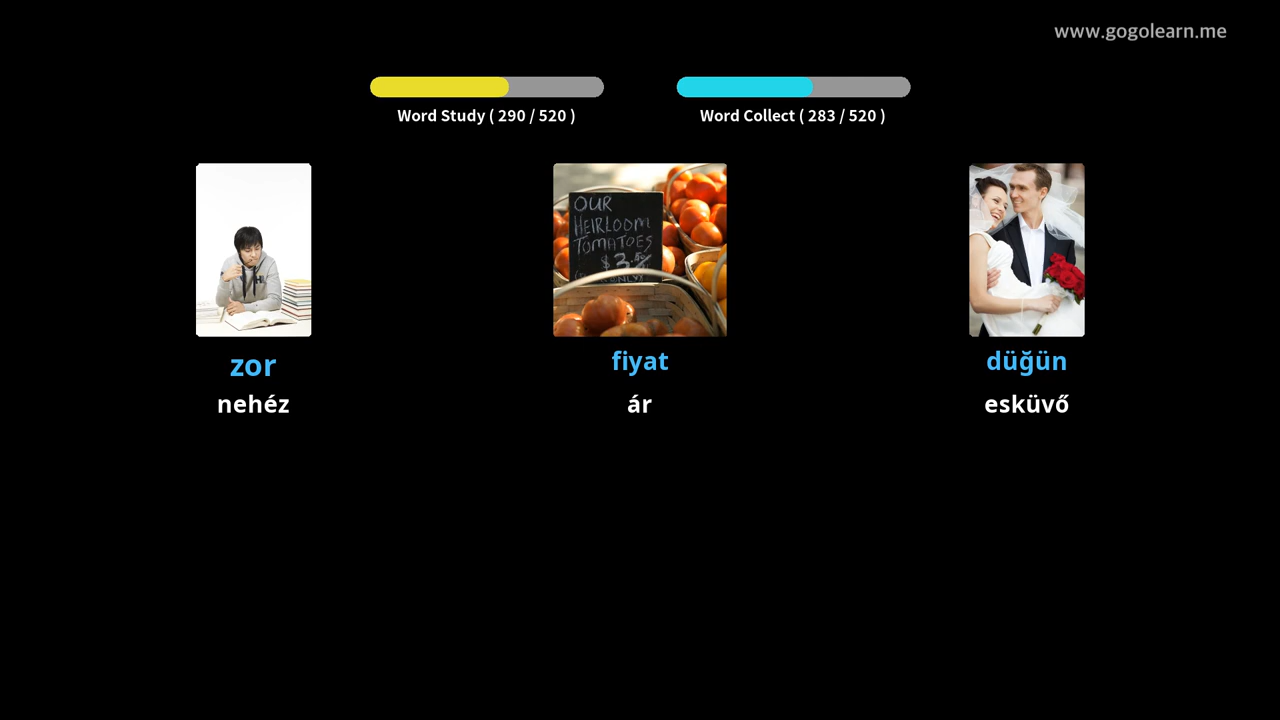 www.gogolearn.me
Word Study ( 290 / 520 )
Word Collect ( 283 / 520 )
OUR
HEIRLOOM
TOMATOES
zor
fiyat
düğün
nehéz
ár
esküvő